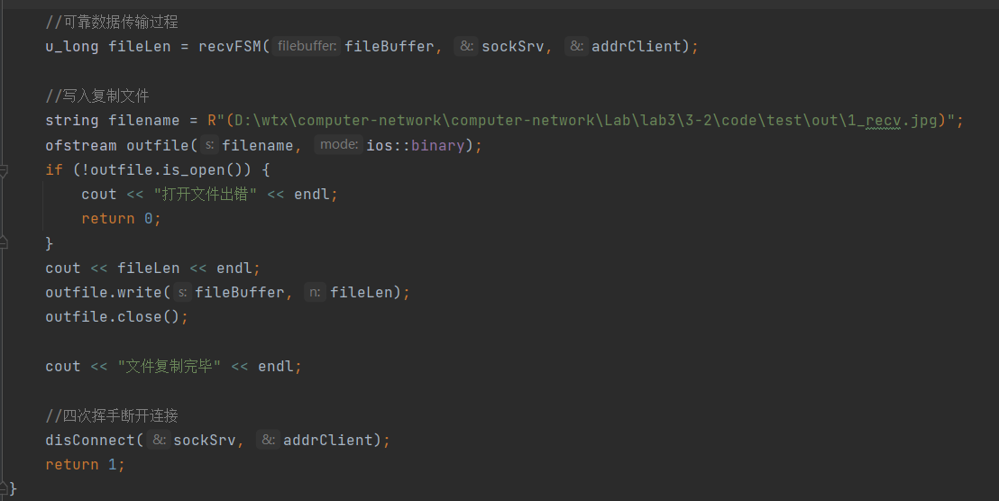 //可靠数据传输过程
u_long fileLen = recvFSM( filebuffer: fileBuffer, &: sockSrv, &: addrClient);
//写入复制文件
string filename = R"(D:\wtx\computer-network\computer-network\Lab\lab3\3-2\code\test\out\1_recv.jpg)";
ofstream outfile( s: filename, mode: ios::binary);
if (!outfile.is_open()) {
cout << "打开文件出错" << endl;
return 0;
}
cout << fileLen << endl;
outfile.write( s: fileBuffer, n: fileLen);
outfile.close();
cout << "文件复制完毕" << endl;
//四次挥手断开连接
disConnect( &: sockSrv, &: addrClient);
return 1;
}